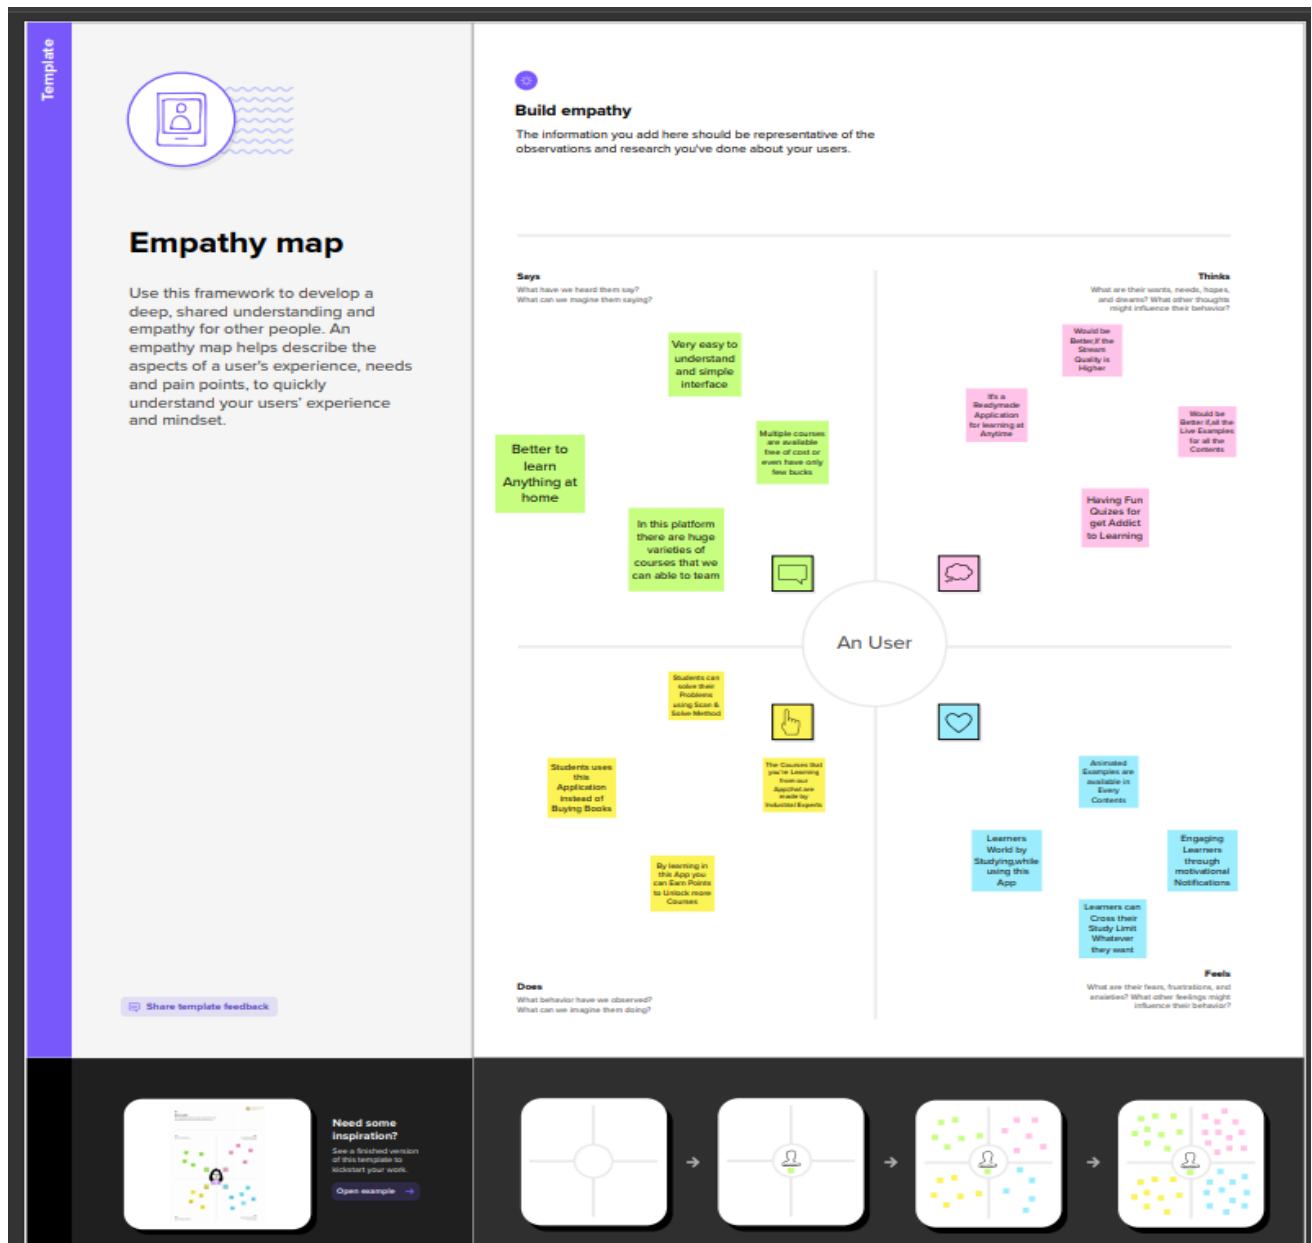 Template
Empathy map
Use this framework to develop a
deep, shared understanding and
empathy for other people. An
empathy map helps describe the
aspects of a user's experience, needs
and pain points, to quickly
understand your users' experience
and mindset.
Share template feedback
Build empathy
The information you add here should be representative of the
observations and research you've done about your users.
Says
What have we heard them say?
What can we magine them saying?
Very easy to
understand
and simple
interface
Multiple courses
are available
free of cost or
even have only
few bucks
Better to
learn
Anything at
home
In this platform
there are huge
varieties of
courses that we
can able to team
Thinks
What are their wants, needs, hopes,
and dreams? What other thoughts
might influence their behavior?
Would be
Better,if the
Stream
Quality is
Higher
It's a
Readymade
Application
for learning at
Anytime
Would be
Better if,all the
Live Examples
for all the
Contents
Having Fun
Quizes for
get Addict
to Learning
An User
Students can
solve their
Problems
using Scan &
Solve Method
Students uses
this
Application
instead of
Buying Books
The Courses that
you're Learning
from our
App,that are
made by
Industrial Experts
By learning in
this App you
can Earn Points
to Unlock more
Courses
Does
What behavior have we observed?
What can we imagine them doing?
Animated
Examples are
available in
Every
Contents
Learners
World by
Studying,while
using this
App
Engaging
Learners
through
motivational
Notifications
Learners can
Cross their
Study Limit
Whatever
they want
Feels
What are their fears, frustrations, and
anxieties? What other feelings might
influence their behavior?
Need some
inspiration?
See a finished version
of this template to
kickstart your work.
Open example